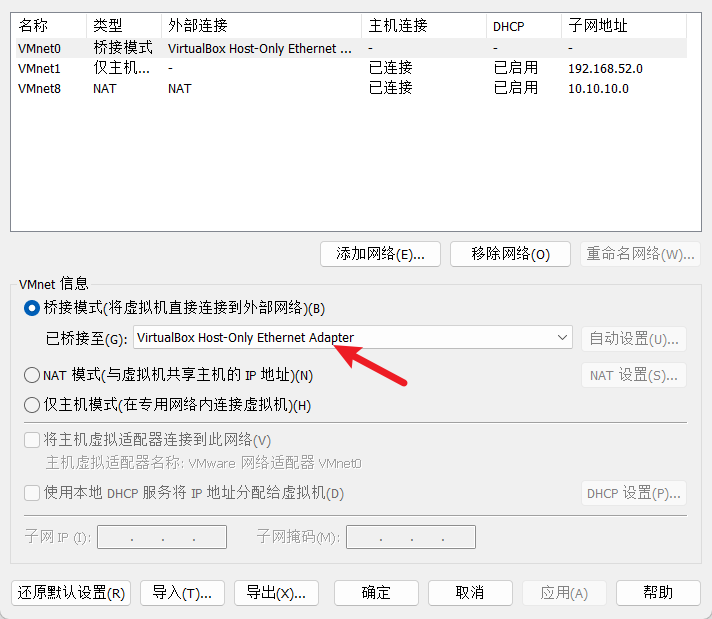 名称 类型 外部连接 主机连接 DHCP 子网地址
VMnet0 桥接模式 VirtualBox Host-Only Ethernet ... - - -
VMnet1 仅主机... - 已连接 已启用 192.168.52.0
VMnet8 NAT NAT 已连接 已启用 10.10.10.0
添加网络(E)... 移除网络(O) 重命名网络(W)...
VMnet 信息
桥接模式(将虚拟机直接连接到外部网络)(B)
已桥接至(G): VirtualBox Host-Only Ethernet Adapter 自动设置(U)...
NAT 模式(与虚拟机共享主机的 IP 地址)(N) NAT 设置(S)...
仅主机模式(在专用网络内连接虚拟机)(H)
将主机虚拟适配器连接到此网络(V)
主机虚拟适配器名称: VMware 网络适配器 VMnet0
使用本地 DHCP 服务将 IP 地址分配给虚拟机(D) DHCP 设置(P)...
子网 IP (I): . . . 子网掩码(M): . . .
还原默认设置(R) 导入(T)... 导出(X)... 确定 取消 应用(A) 帮助